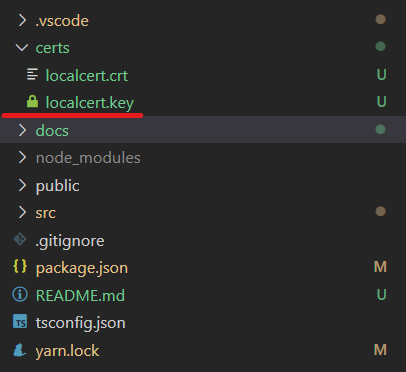 .vscode
certs
localcert.crt U
localcert.key U
docs
node_modules
public
src
.gitignore
{} package.json M
README.md U
TS tsconfig.json
yarn.lock M